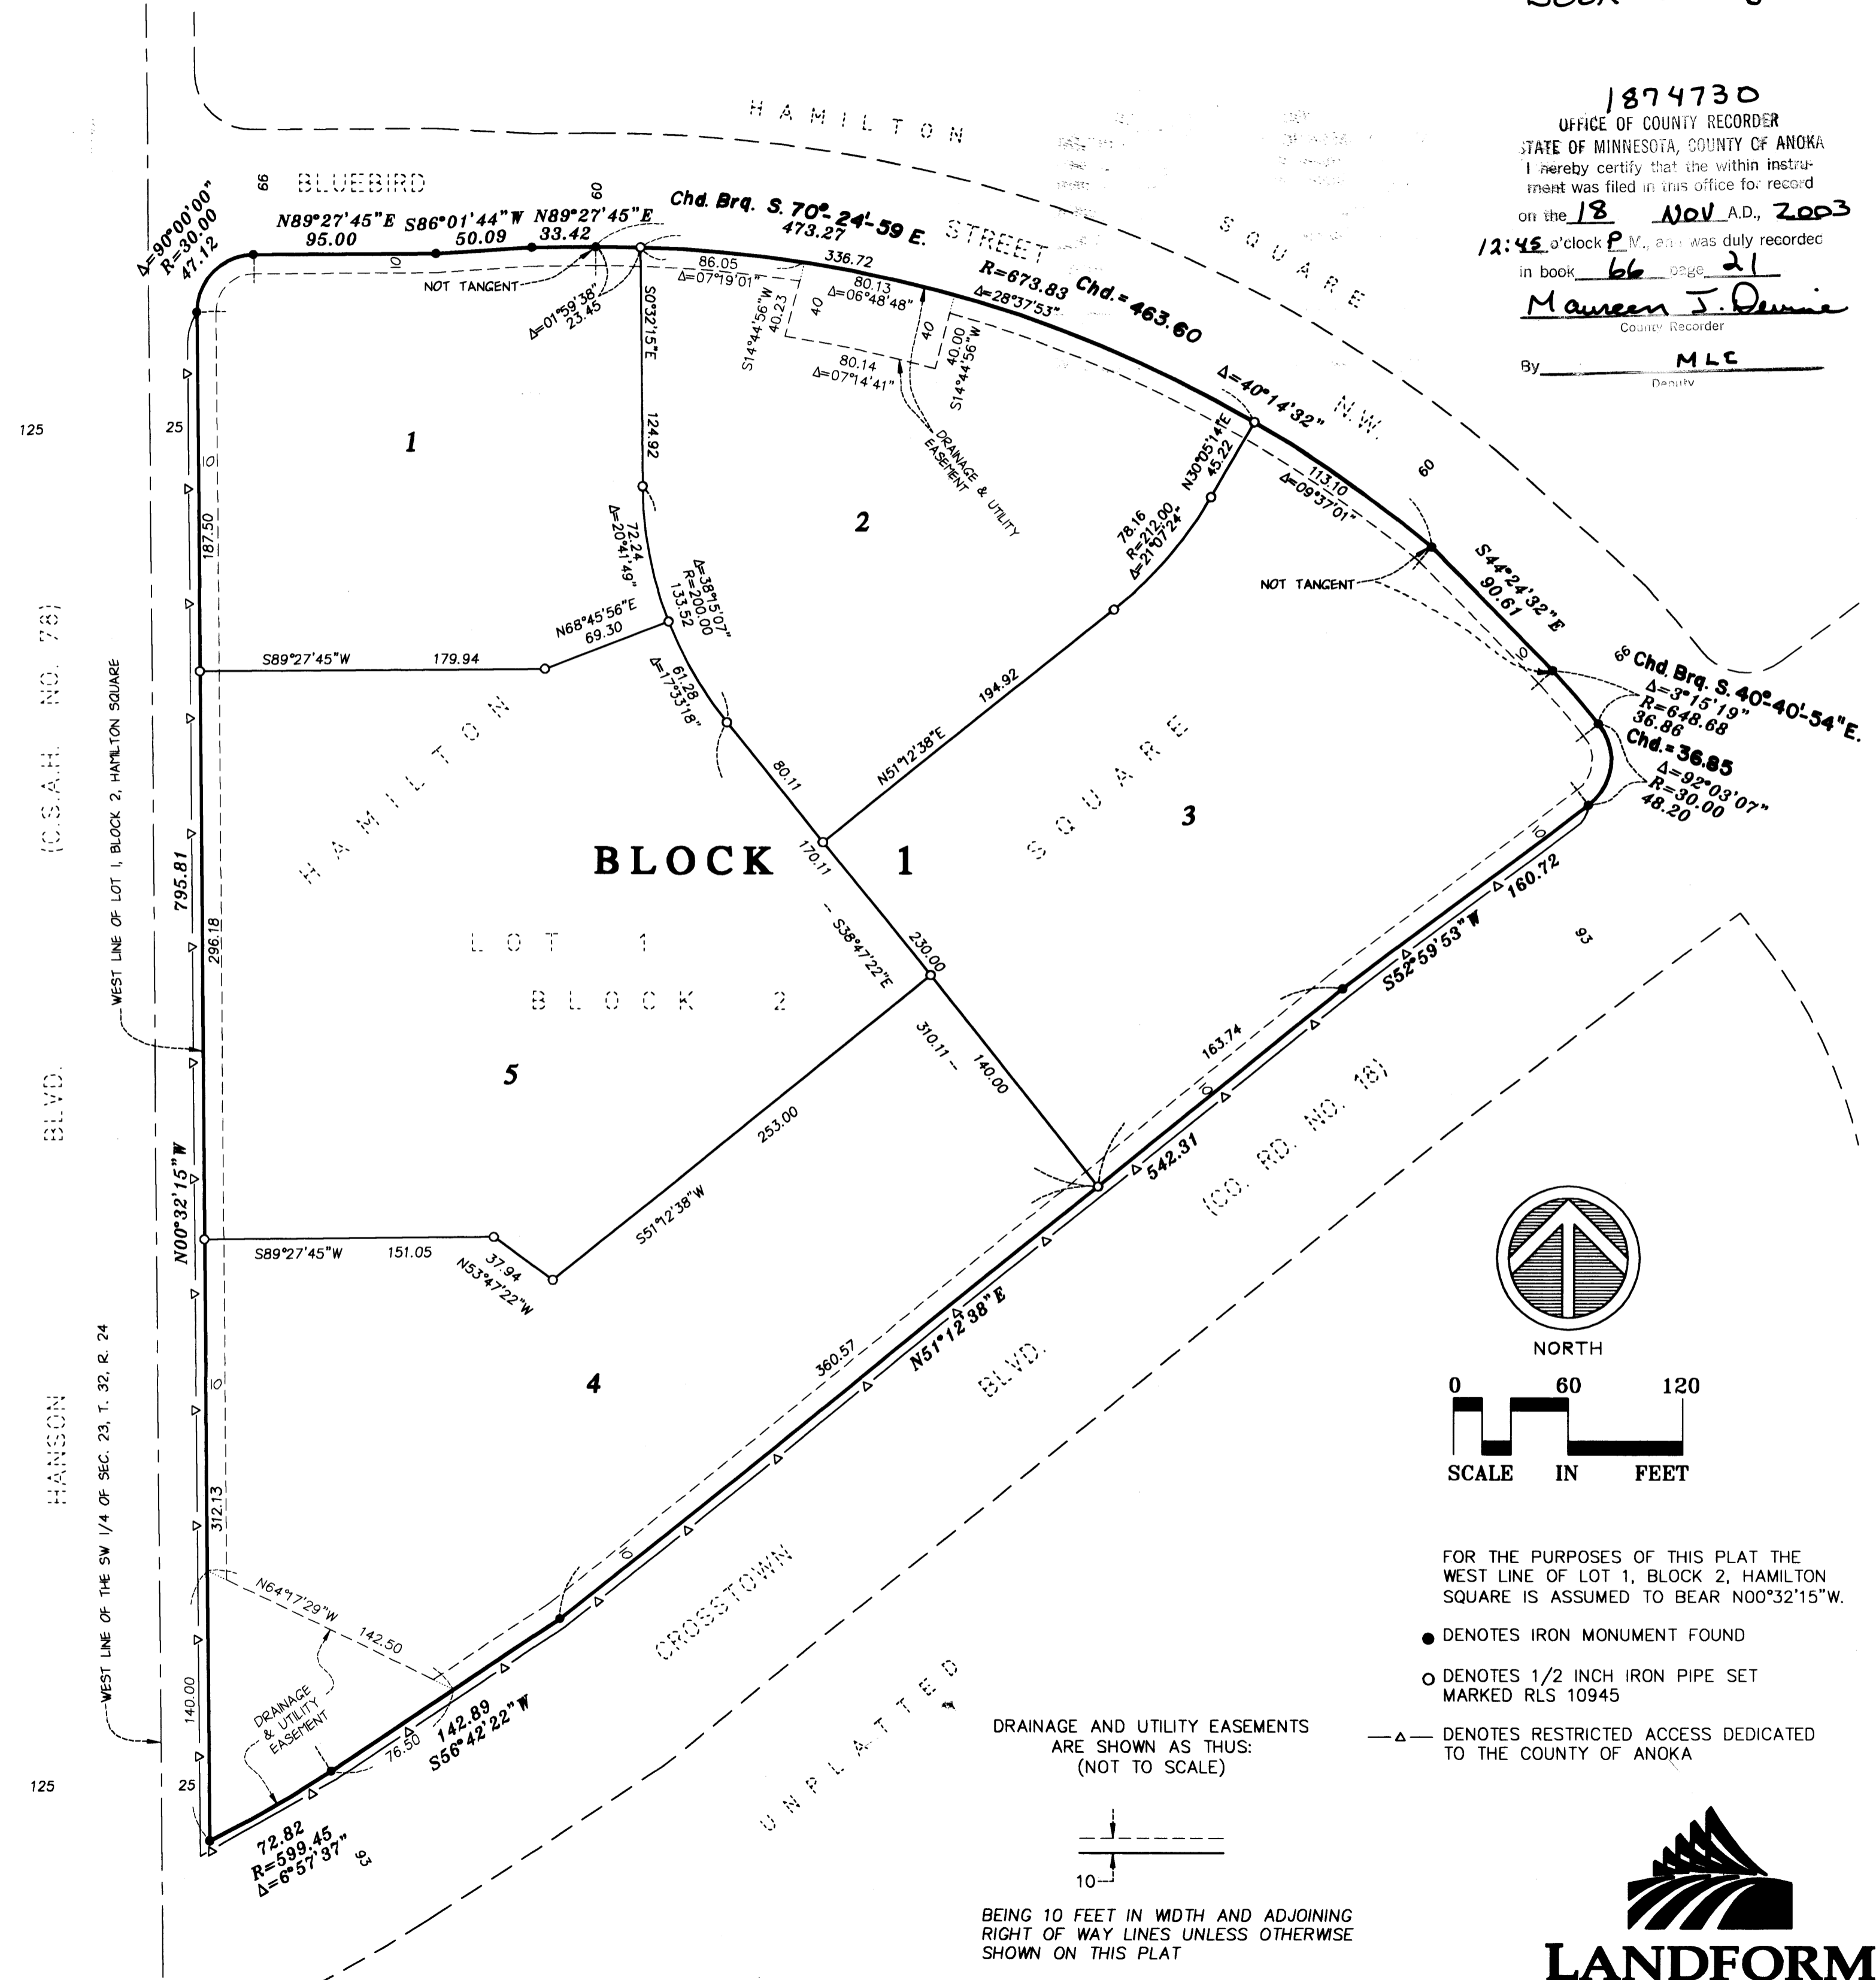 1874730
OFFICE OF COUNTY RECORDER
STATE OF MINNESOTA, COUNTY OF ANOKA
I hereby certify that the within instru-
ment was filed in this office for record
on the 18 NOV A.D., 2003
12:45 o'clock P M., and was duly recorded
in book 66 page 21
Maureen J. Devine
County Recorder
By MLC
Deputy
HAMILTON
SQUARE
BLUEBIRD
STREET
N.W.
66
60
Δ=90°00'00"
R=30.00
47.12
N89°27'45"E
95.00
S86°01'44"W
50.09
N89°27'45"E
33.42
Chd. Brg. S. 70°-24'-59 E.
473.27
336.72
R=673.83
Δ=28°37'53"
Chd.= 463.60
Δ=40°14'32"
NOT TANGENT
Δ=01°59'38"
23.45
86.05
Δ=07°19'01"
80.13
Δ=06°48'48"
S14°44'56"W
40.23
40
40
40.00
S14°44'56"W
80.14
Δ=07°14'41"
DRAINAGE & UTILITY
EASEMENT
S0°32'15"E
124.92
10
125
25
1
10
187.50
2
72.24
Δ=20°41'49"
Δ=38°15'07"
R=200.00
133.52
61.28
Δ=17°33'18"
N68°45'56"E
69.30
S89°27'45"W
179.94
N30°05'14"E
45.22
78.16
R=212.00
Δ=21°07'24"
113.10
Δ=09°37'01"
60
NOT TANGENT
S44°24'32"E
90.61
10
66
Chd. Brg. S. 40°-40'-54"E.
Δ=3°15'19"
R=648.68
36.86
Chd.= 36.85
Δ=92°03'07"
R=30.00
48.20
194.92
N51°12'38"E
80.11
170.11
3
HAMILTON
SQUARE
BLOCK 1
LOT 1
BLOCK 2
10
160.72
S52°59'53"W
93
S38°47'22"E
230.00
310.11
140.00
163.74
10
542.31
(CO. RD. NO. 18)
(C.S.A.H. NO. 78)
BLVD.
HANSON
WEST LINE OF LOT 1, BLOCK 2, HAMILTON SQUARE
795.81
296.18
N00°32'15"W
5
253.00
S51°12'38"W
S89°27'45"W
151.05
37.94
N53°47'22"W
4
360.57
N51°12'38"E
BLVD.
CROSSTOWN
UNPLATTED
WEST LINE OF THE SW 1/4 OF SEC. 23, T. 32, R. 24
10
312.13
10
N64°17'29"W
142.50
140.00
DRAINAGE
& UTILITY
EASEMENT
76.50
142.89
S56°42'22"W
125
25
72.82
R=599.45
Δ=6°57'37"
93
NORTH
0 60 120
SCALE IN FEET
FOR THE PURPOSES OF THIS PLAT THE
WEST LINE OF LOT 1, BLOCK 2, HAMILTON
SQUARE IS ASSUMED TO BEAR N00°32'15"W.
DENOTES IRON MONUMENT FOUND
DENOTES 1/2 INCH IRON PIPE SET
MARKED RLS 10945
DENOTES RESTRICTED ACCESS DEDICATED
TO THE COUNTY OF ANOKA
DRAINAGE AND UTILITY EASEMENTS
ARE SHOWN AS THUS:
(NOT TO SCALE)
10
BEING 10 FEET IN WIDTH AND ADJOINING
RIGHT OF WAY LINES UNLESS OTHERWISE
SHOWN ON THIS PLAT
LANDFORM